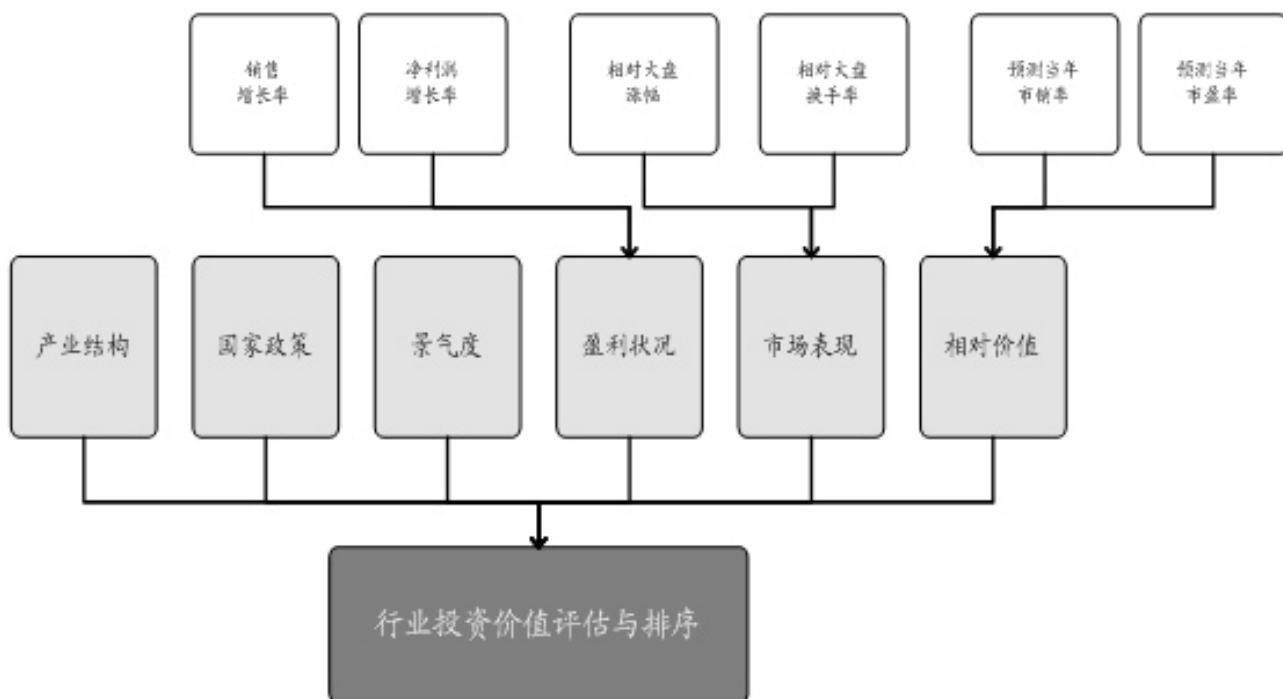 销售
增长率
净利润
增长率
相对大盘
涨幅
相对大盘
换手率
预测当年
市销率
预测当年
市盈率
产业结构
国家政策
景气度
盈利状况
市场表现
相对价值
行业投资价值评估与排序